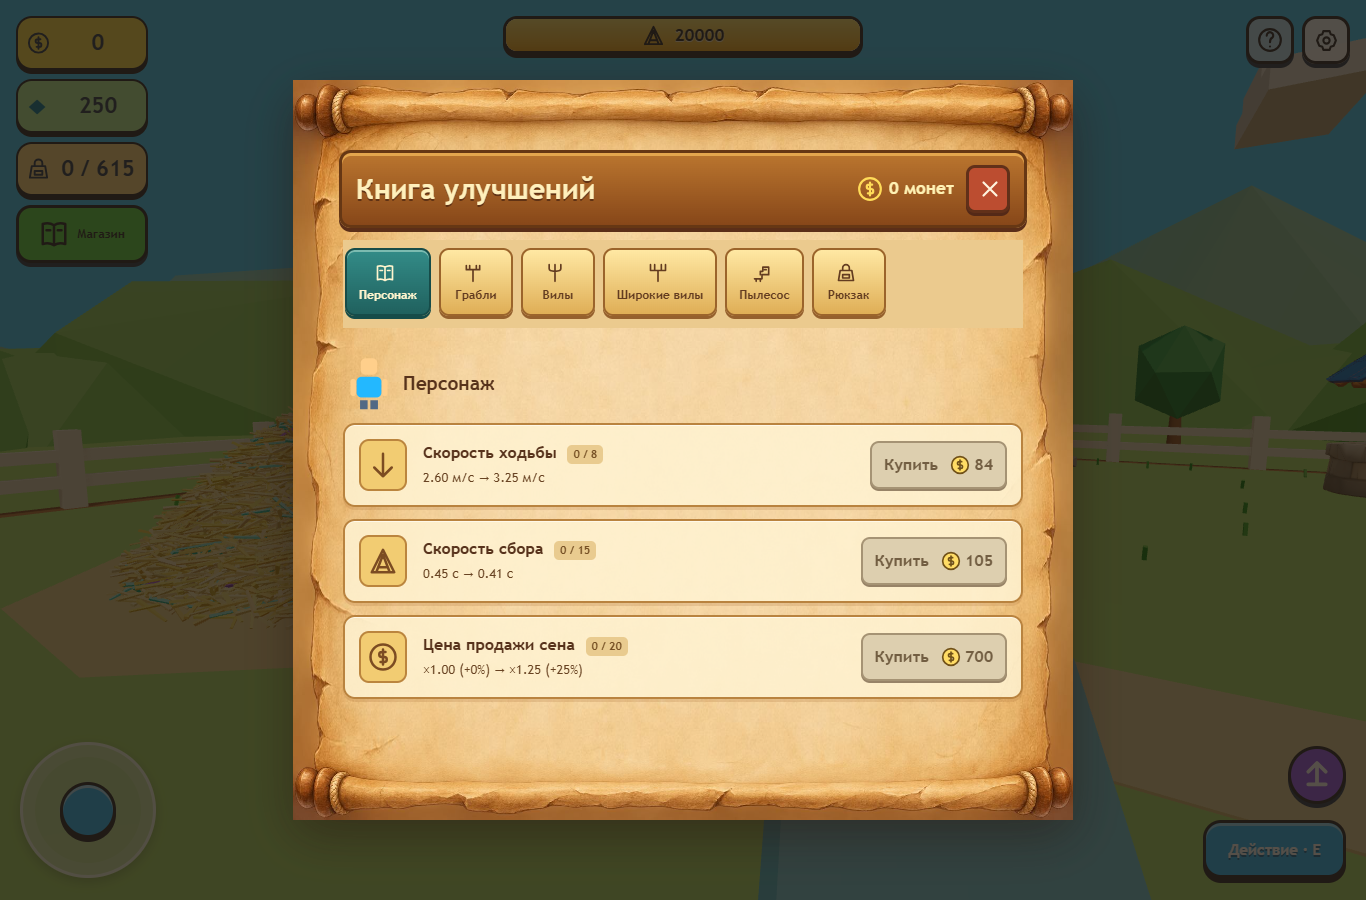 0
20000
250
0 / 615
Магазин
Книга улучшений
0 монет
Персонаж
Грабли
Вилы
Широкие вилы
Пылесос
Рюкзак
Персонаж
Скорость ходьбы 0 / 8
2.60 м/с → 3.25 м/с
Купить 84
Скорость сбора 0 / 15
0.45 с → 0.41 с
Купить 105
Цена продажи сена 0 / 20
×1.00 (+0%) → ×1.25 (+25%)
Купить 700
Действие · E